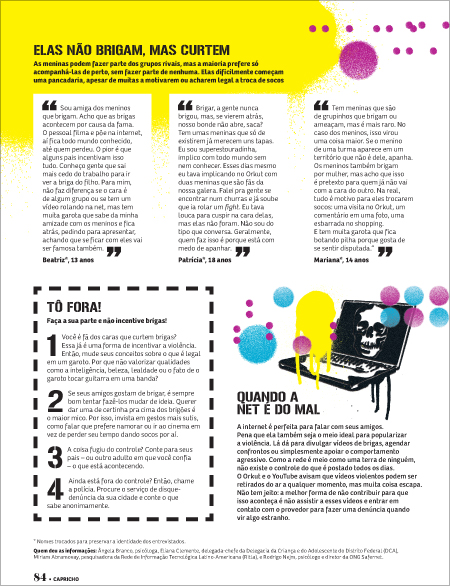 ELAS NÃO BRIGAM, MAS CURTEM
As meninas podem fazer parte dos grupos rivais, mas a maioria prefere só
acompanhá-las de perto, sem fazer parte de nenhuma. Elas dificilmente começam
uma pancadaria, apesar de muitas a motivarem ou acharem legal a troca de socos
Sou amiga dos meninos
que brigam. Acho que as brigas
acontecem por causa da fama.
O pessoal filma e põe na internet,
aí fica todo mundo conhecido,
até quem perdeu. O pior é que
alguns pais incentivam isso
tudo. Conheço gente que sai
mais cedo do trabalho para ir
ver a briga do filho. Para mim,
não faz diferença se o cara é
de algum grupo ou se tem um
vídeo rolando na net, mas tem
muita garota que sabe da minha
amizade com os meninos e fica
atrás, pedindo para apresentar,
achando que se ficar com eles vai
ser famosa também.
Beatriz*, 13 anos
Brigar, a gente nunca
brigou, mas, se vierem atrás,
nosso bonde não abre, saca?
Tem umas meninas que só de
existirem já merecem uns tapas.
Eu sou superestouradinha,
implico com todo mundo sem
nem conhecer. Esses dias mesmo
eu tava implicando no Orkut com
duas meninas que são fãs da
nossa galera. Falei pra gente se
encontrar num churras e já soube
que ia rolar um fight. Eu tava
louca para cuspir na cara delas,
mas elas não foram. Não sou do
tipo que conversa. Geralmente,
quem faz isso é porque está com
medo de apanhar.
Patrícia*, 18 anos
Tem meninas que são
de grupinhos que brigam ou
ameaçam, mas é mais raro. No
caso dos meninos, isso virou
uma coisa maior. Se o menino
de uma forma aparece em um
território que não é dele, apanha.
Os meninos também brigam
por mulher, mas acho que isso
é pretexto para quem já não vai
com a cara do outro. Na real,
tudo é motivo para eles trocarem
socos: uma visita no Orkut, um
comentário em uma foto, uma
esbarrada no shopping.
E tem muita garota que fica
botando pilha porque gosta de
se sentir disputada."
Mariana*, 14 anos
TÔ FORA!
Faça a sua parte e não incentive brigas!
1 Você é fã dos caras que curtem brigas?
Essa já é uma forma de incentivar a violência.
Então, mude seus conceitos sobre o que é legal
em um garoto. Por que não valorizar qualidades
como a inteligência, beleza, lealdade ou o fato de o
garoto tocar guitarra em uma banda?
2 Se seus amigos gostam de brigar, é sempre
bom tentar fazê-los mudar de ideia. Querer
dar uma de certinha pra cima dos brigões é
o maior mico. Por isso, invista em gestos mais sutis,
como falar que prefere namorar ou ir ao cinema em
vez de perder seu tempo dando socos por aí.
3 A coisa fugiu do controle? Conte para seus
pais – ou outro adulto em que você confia
– o que está acontecendo.
4 Ainda está fora do controle? Então, chame
a polícia. Procure o serviço de disque-
denúncia da sua cidade e conte o que
sabe anonimamente.
QUANDO A
NET É DO MAL
A internet é perfeita para falar com seus amigos.
Pena que ela também seja o meio ideal para popularizar
a violência. Lá dá para divulgar vídeos de brigas, agendar
confrontos ou simplesmente apoiar o comportamento
agressivo. Como a rede é meio como uma terra de ninguém,
não existe o controle do que é postado todos os dias.
O Orkut e o YouTube avisam que vídeos violentos podem ser
retirados do ar a qualquer momento, mas muita coisa escapa.
Não tem jeito: a melhor forma de não contribuir para que
isso aconteça é não assistir a esses vídeos e entrar em
contato com o provedor para fazer uma denúncia quando
vir algo estranho.
* Nomes trocados para preservar a identidade dos entrevistados.
Quem deu as informações: Ângela Branco, psicóloga, Eliana Clemente, delegada-chefe da Delegacia da Criança e do Adolescente do Distrito Federal (DCA),
Miriam Abramovay, pesquisadora da Rede de Informação Tecnológica Latino-Americana (Ritla), e Rodrigo Nejm, psicólogo e diretor da ONG Safernet.
84 • CAPRICHO